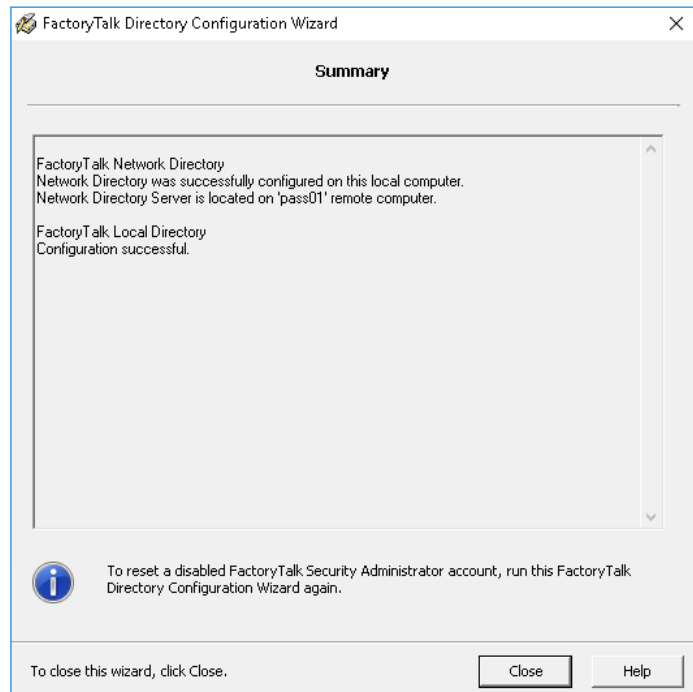 FactoryTalk Directory Configuration Wizard
Summary
FactoryTalk Network Directory
Network Directory was successfully configured on this local computer.
Network Directory Server is located on 'pass01' remote computer.
FactoryTalk Local Directory
Configuration successful.
To reset a disabled FactoryTalk Security Administrator account, run this FactoryTalk
Directory Configuration Wizard again.
To close this wizard, click Close.
Close
Help